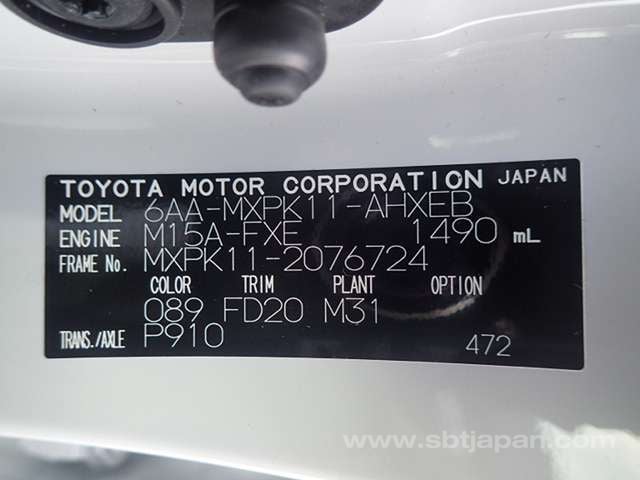 TOYOTA MOTOR CORPORATION JAPAN
MODEL 6AA-MXPK11-AHXEB
ENGINE M15A-FXE 1490 mL
FRAME No. MXPK11-2076724
COLOR TRIM PLANT OPTION
089 FD20 M31
TRANS./AXLE P910 472
www.sbtjapan.com